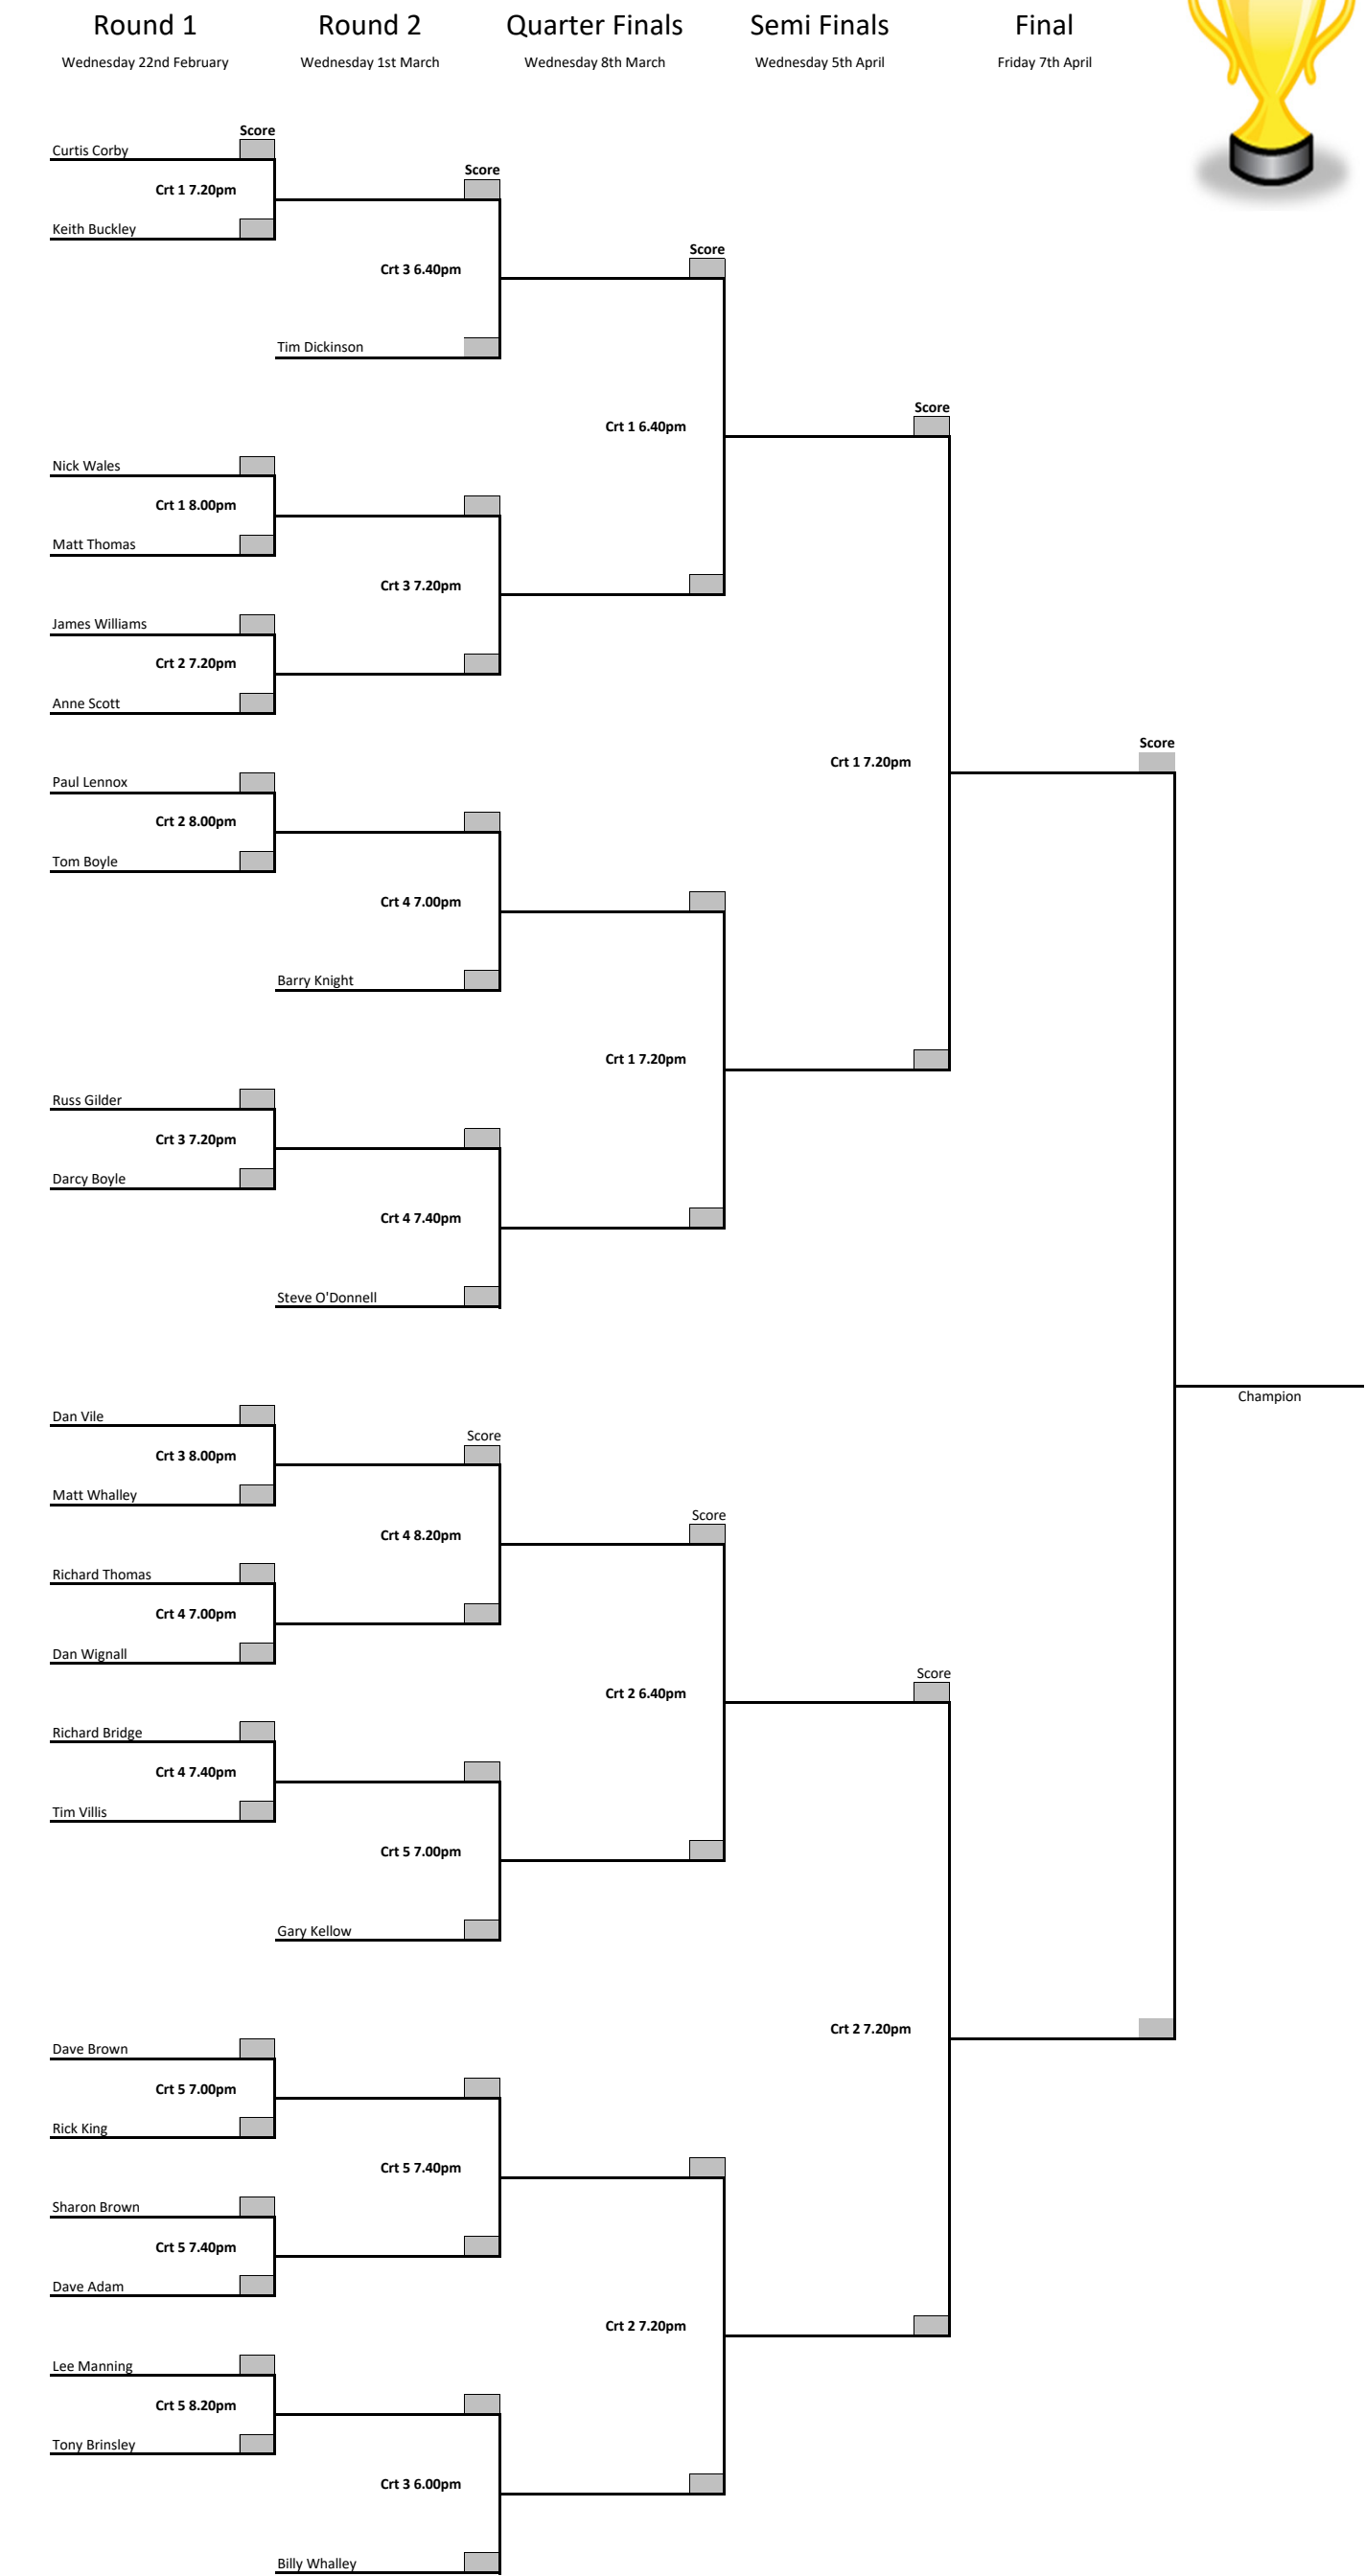 Round 1 Round 2 Quarter Finals Semi Finals Final
Wednesday 22nd February Wednesday 1st March Wednesday 8th March Wednesday 5th April Friday 7th April
Score
Curtis Corby
Score
Crt 1 7.20pm
Keith Buckley
Score
Crt 3 6.40pm
Tim Dickinson
Score
Crt 1 6.40pm
Nick Wales
Crt 1 8.00pm
Matt Thomas
Crt 3 7.20pm
James Williams
Crt 2 7.20pm
Anne Scott
Score
Crt 1 7.20pm
Paul Lennox
Crt 2 8.00pm
Tom Boyle
Crt 4 7.00pm
Barry Knight
Crt 1 7.20pm
Russ Gilder
Crt 3 7.20pm
Darcy Boyle
Crt 4 7.40pm
Steve O'Donnell
Champion
Dan Vile
Score
Crt 3 8.00pm
Matt Whalley
Score
Crt 4 8.20pm
Richard Thomas
Crt 4 7.00pm
Dan Wignall
Score
Crt 2 6.40pm
Richard Bridge
Crt 4 7.40pm
Tim Villis
Crt 5 7.00pm
Gary Kellow
Crt 2 7.20pm
Dave Brown
Crt 5 7.00pm
Rick King
Crt 5 7.40pm
Sharon Brown
Crt 5 7.40pm
Dave Adam
Crt 2 7.20pm
Lee Manning
Crt 5 8.20pm
Tony Brinsley
Crt 3 6.00pm
Billy Whalley